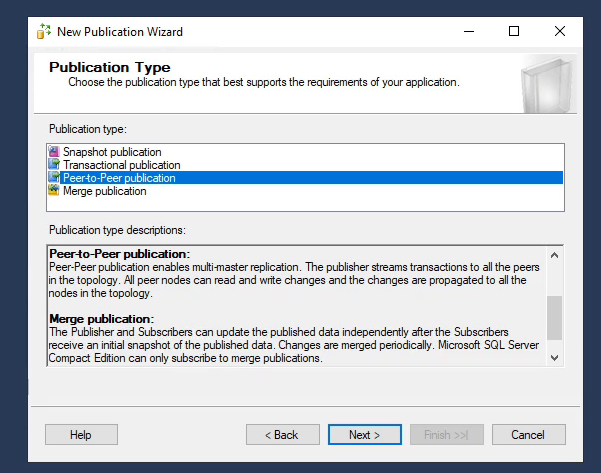 New Publication Wizard
Publication Type
Choose the publication type that best supports the requirements of your application.
Publication type:
Snapshot publication
Transactional publication
Peer-to-Peer publication
Merge publication
Publication type descriptions:
Peer-to-Peer publication:
Peer-Peer publication enables multi-master replication. The publisher streams transactions to all the peers
in the topology. All peer nodes can read and write changes and the changes are propagated to all the
nodes in the topology.
Merge publication:
The Publisher and Subscribers can update the published data independently after the Subscribers
receive an initial snapshot of the published data. Changes are merged periodically. Microsoft SQL Server
Compact Edition can only subscribe to merge publications.
Help
< Back
Next >
Finish >>|
Cancel